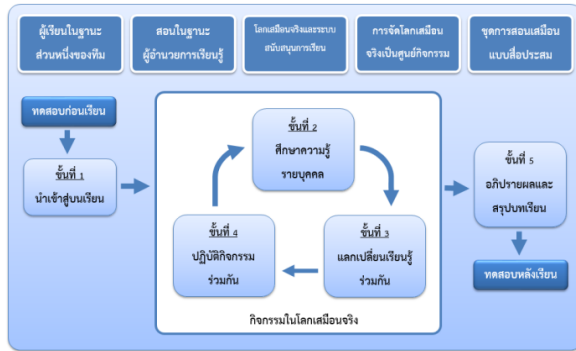 ผู้เรียนในฐานะ
ส่วนหนึ่งของทีม
สอนในฐานะ
ผู้อำนวยการเรียนรู้
โลกเสมือนจริงและระบบ
สนับสนุนการเรียน
การจัดโลกเสมือน
จริงเป็นศูนย์กิจกรรม
ชุดการสอนเสมือน
แบบสื่อประสม
ทดสอบก่อนเรียน
ขั้นที่ 1
นำเข้าสู่บนเรียน
ขั้นที่ 2
ศึกษาความรู้
รายบุคคล
ขั้นที่ 3
แลกเปลี่ยนเรียนรู้
ร่วมกัน
ขั้นที่ 4
ปฏิบัติกิจกรรม
ร่วมกัน
กิจกรรมในโลกเสมือนจริง
ขั้นที่ 5
อภิปรายผลและ
สรุปบทเรียน
ทดสอบหลังเรียน